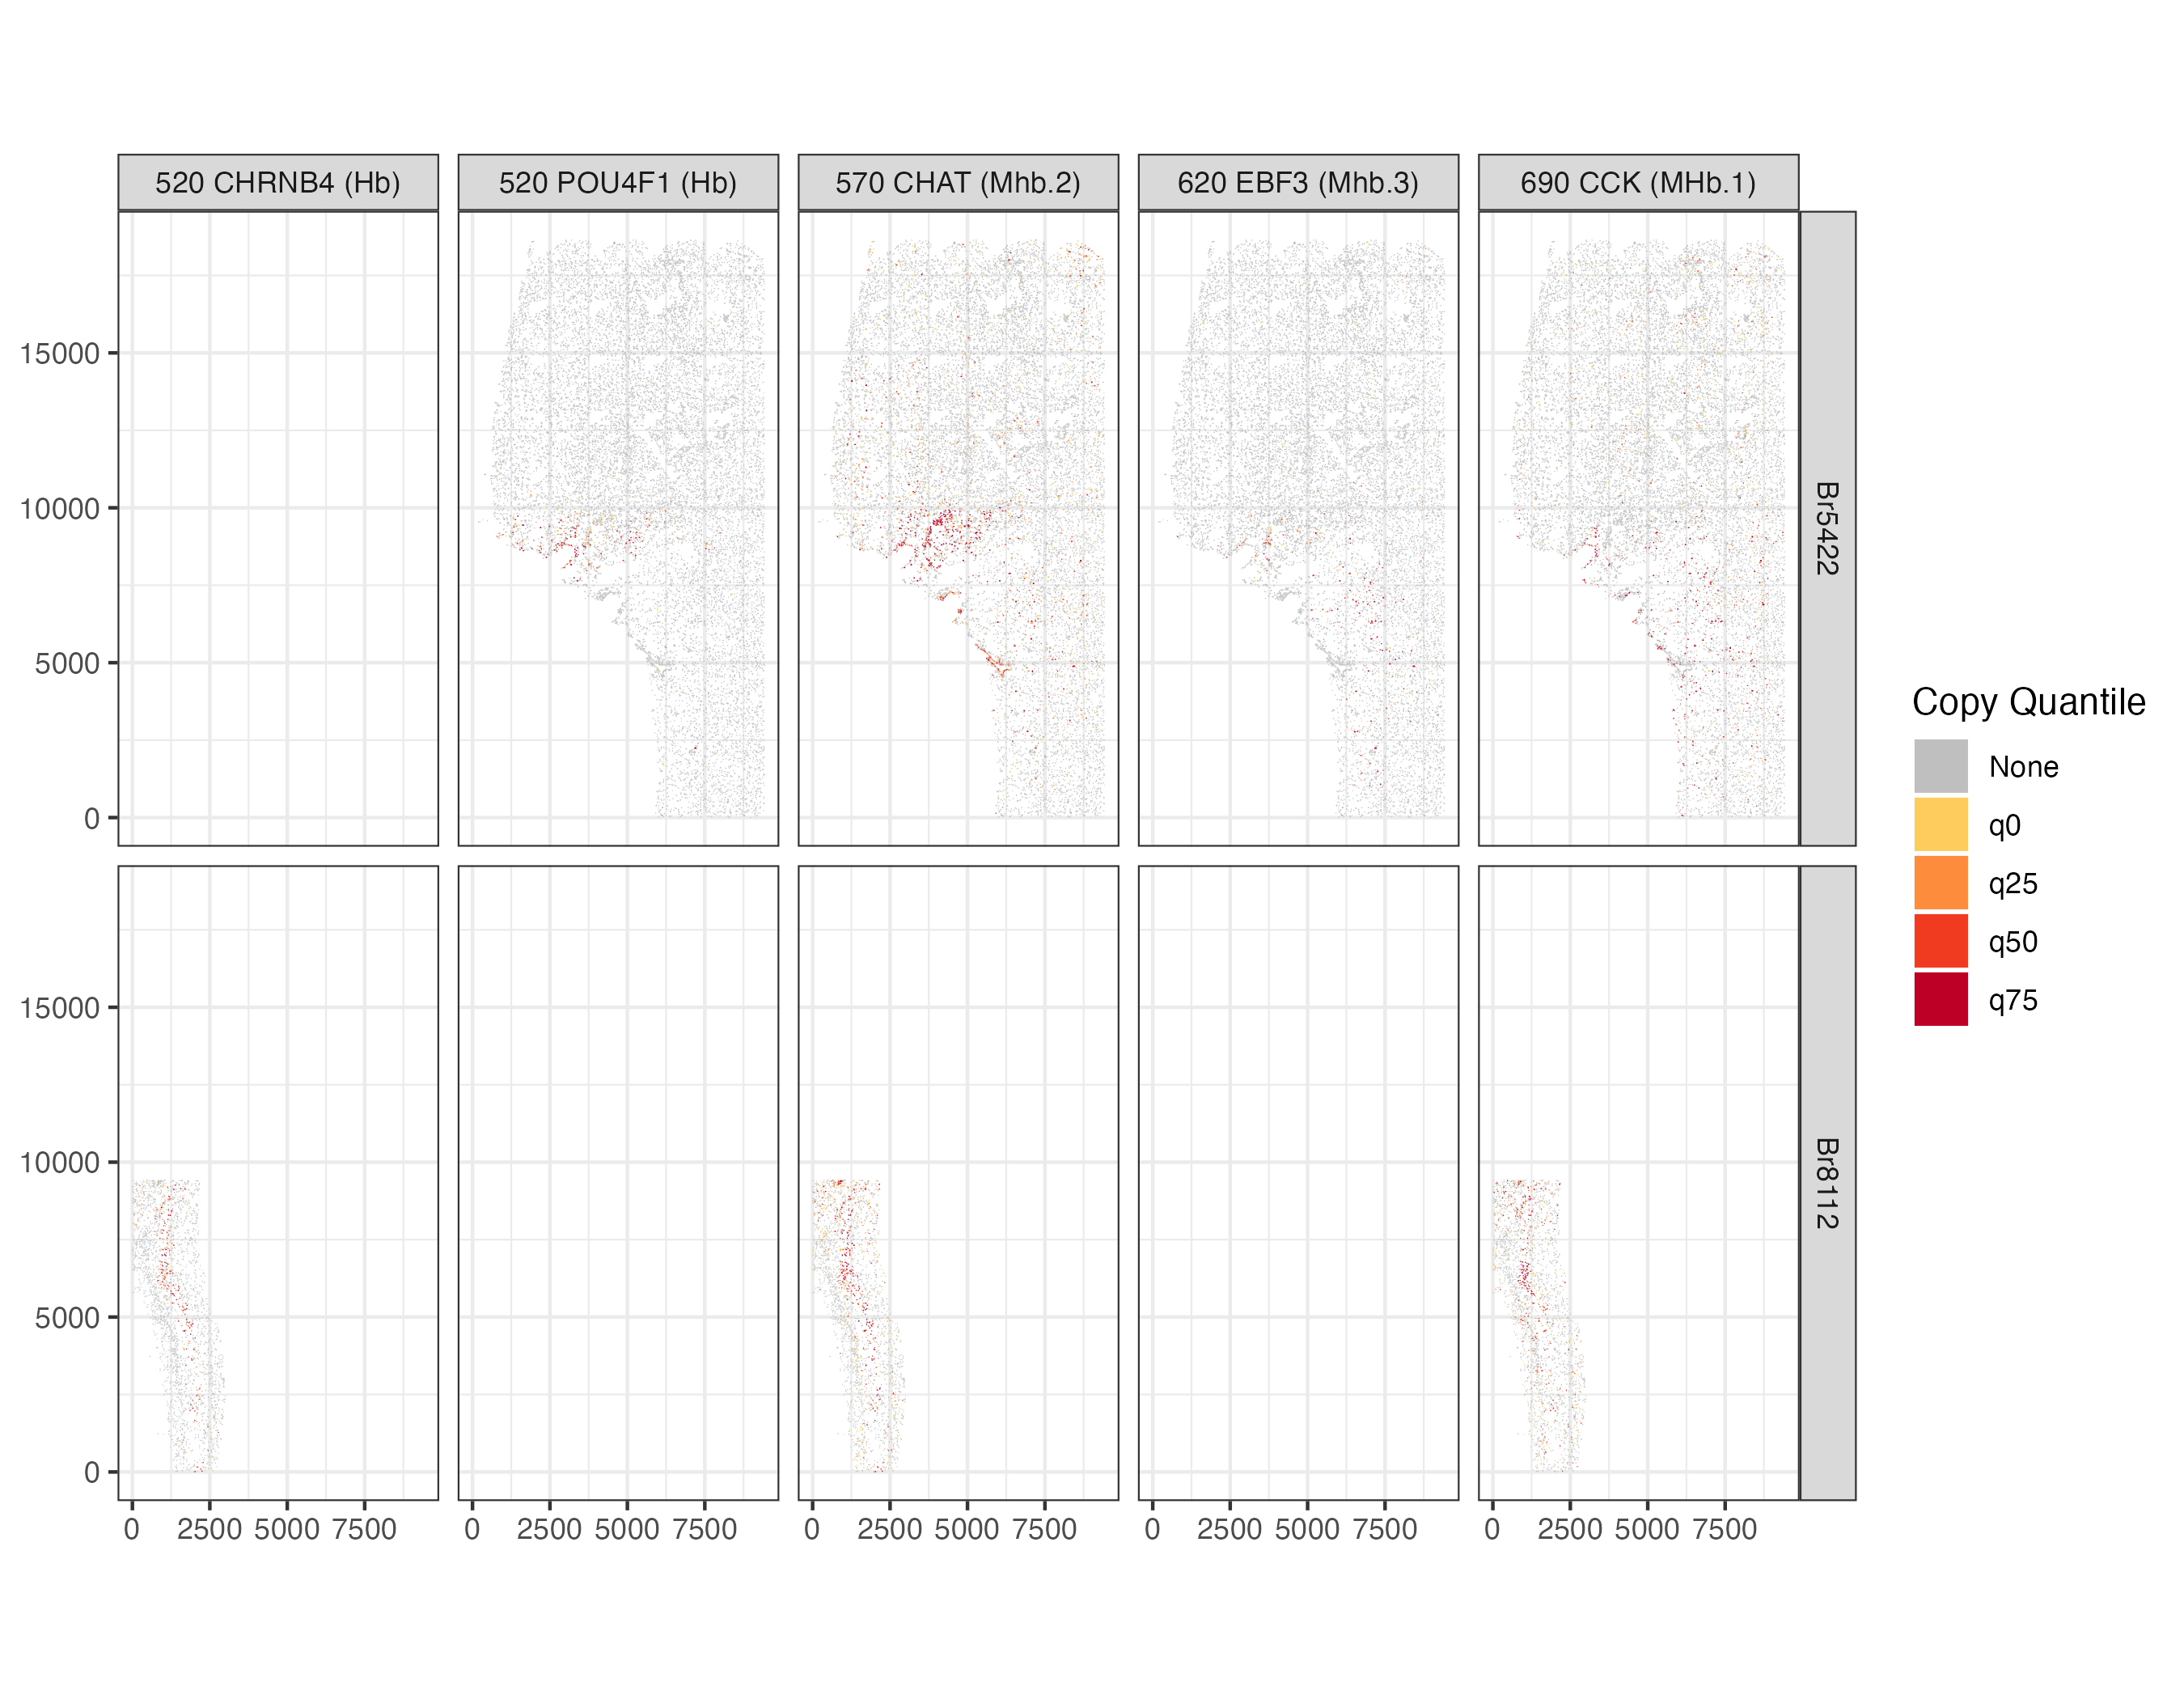 520 CHRNB4 (Hb)
520 POU4F1 (Hb)
570 CHAT (Mhb.2)
620 EBF3 (Mhb.3)
690 CCK (MHb.1)
15000
10000
5000
0
Br5422
15000
10000
5000
0
Br8112
0 2500 5000 7500
0 2500 5000 7500
0 2500 5000 7500
0 2500 5000 7500
0 2500 5000 7500
Copy Quantile
None
q0
q25
q50
q75